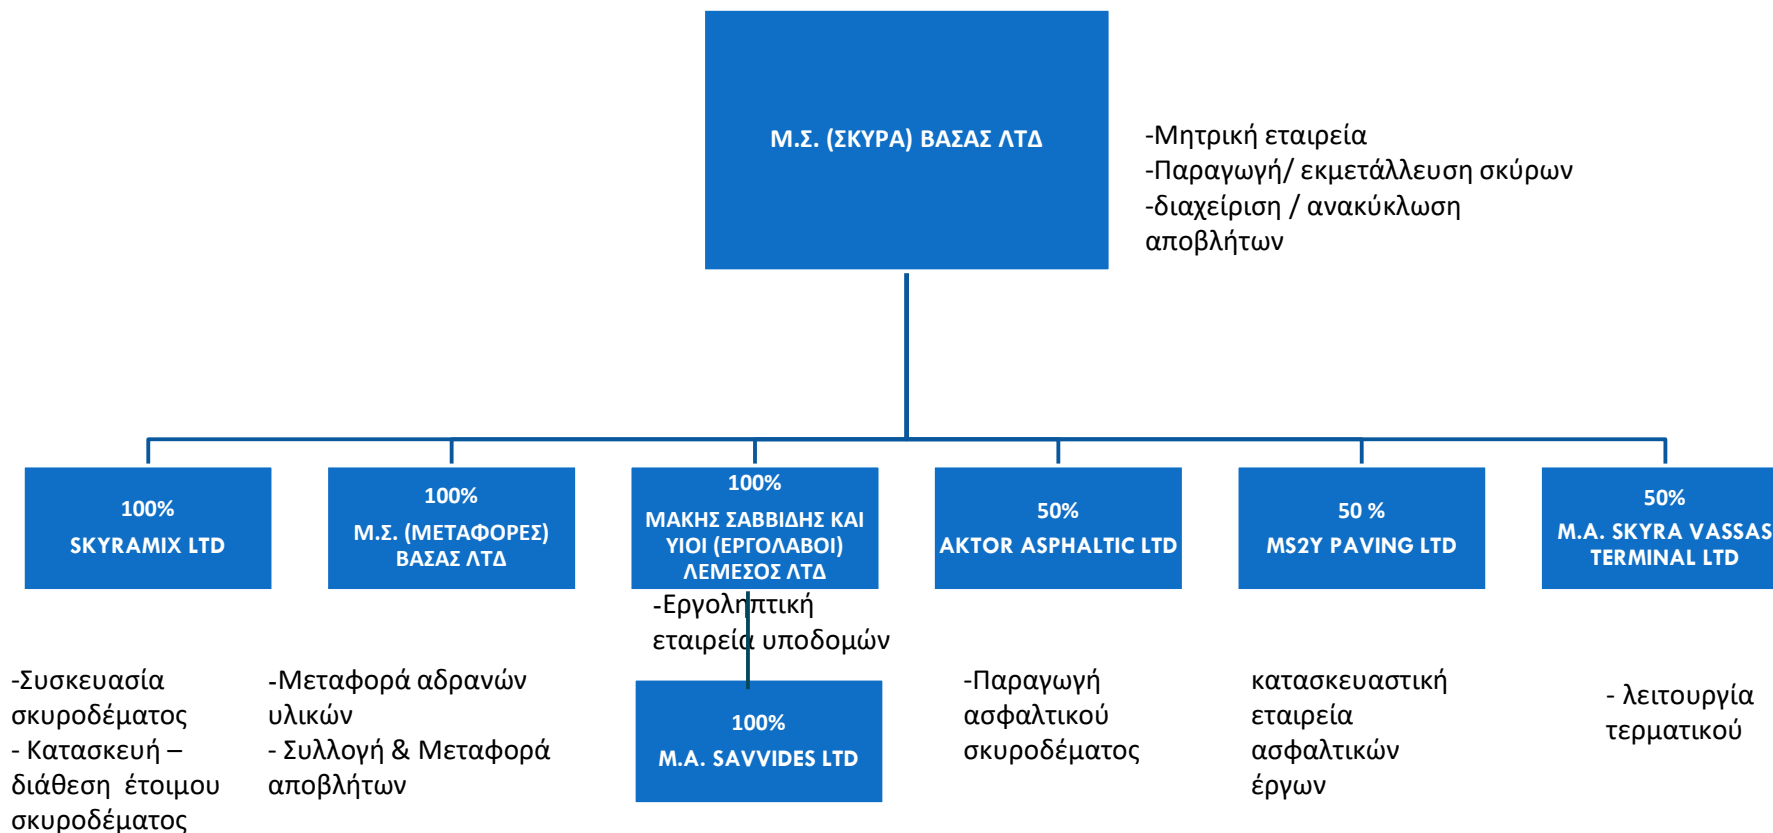 Μ.Σ. (ΣΚΥΡΑ) ΒΑΣΑΣ ΛΤΔ
-Μητρική εταιρεία
-Παραγωγή/ εκμετάλλευση σκύρων
-διαχείριση / ανακύκλωση
αποβλήτων
100%
SKYRAMIX LTD
100%
Μ.Σ. (ΜΕΤΑΦΟΡΕΣ)
ΒΑΣΑΣ ΛΤΔ
100%
ΜΑΚΗΣ ΣΑΒΒΙΔΗΣ ΚΑΙ
ΥΙΟΙ (ΕΡΓΟΛΑΒΟΙ)
ΛΕΜΕΣΟΣ ΛΤΔ
50%
AKTOR ASPHALTIC LTD
50 %
MS2Y PAVING LTD
50%
M.A. SKYRA VASSAS
TERMINAL LTD
-Συσκευασία
σκυροδέματος
- Κατασκευή –
διάθεση έτοιμου
σκυροδέματος
-Μεταφορά αδρανών
υλικών
- Συλλογή & Μεταφορά
αποβλήτων
-Εργοληπτική
εταιρεία υποδομών
100%
M.A. SAVVIDES LTD
-Παραγωγή
ασφαλτικού
σκυροδέματος
κατασκευαστική
εταιρεία
ασφαλτικών
έργων
- λειτουργία
τερματικού